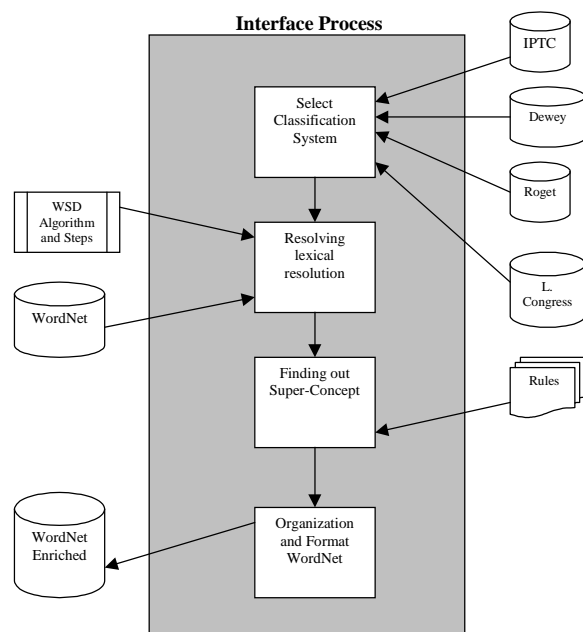 Interface Process
IPTC
Select
Classification
System
Dewey
Roget
WSD
Algorithm
and Steps
Resolving
lexical
resolution
L.
Congress
WordNet
Finding out
Super-Concept
Rules
Organization
and Format
WordNet
WordNet
Enriched